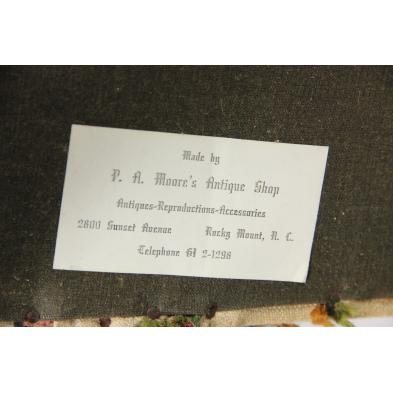 Made by
P. A. Moore's Antique Shop
Antiques-Reproductions-Accessories
2800 Sunset Avenue Rocky Mount, N. C.
Telephone GI 2-1298